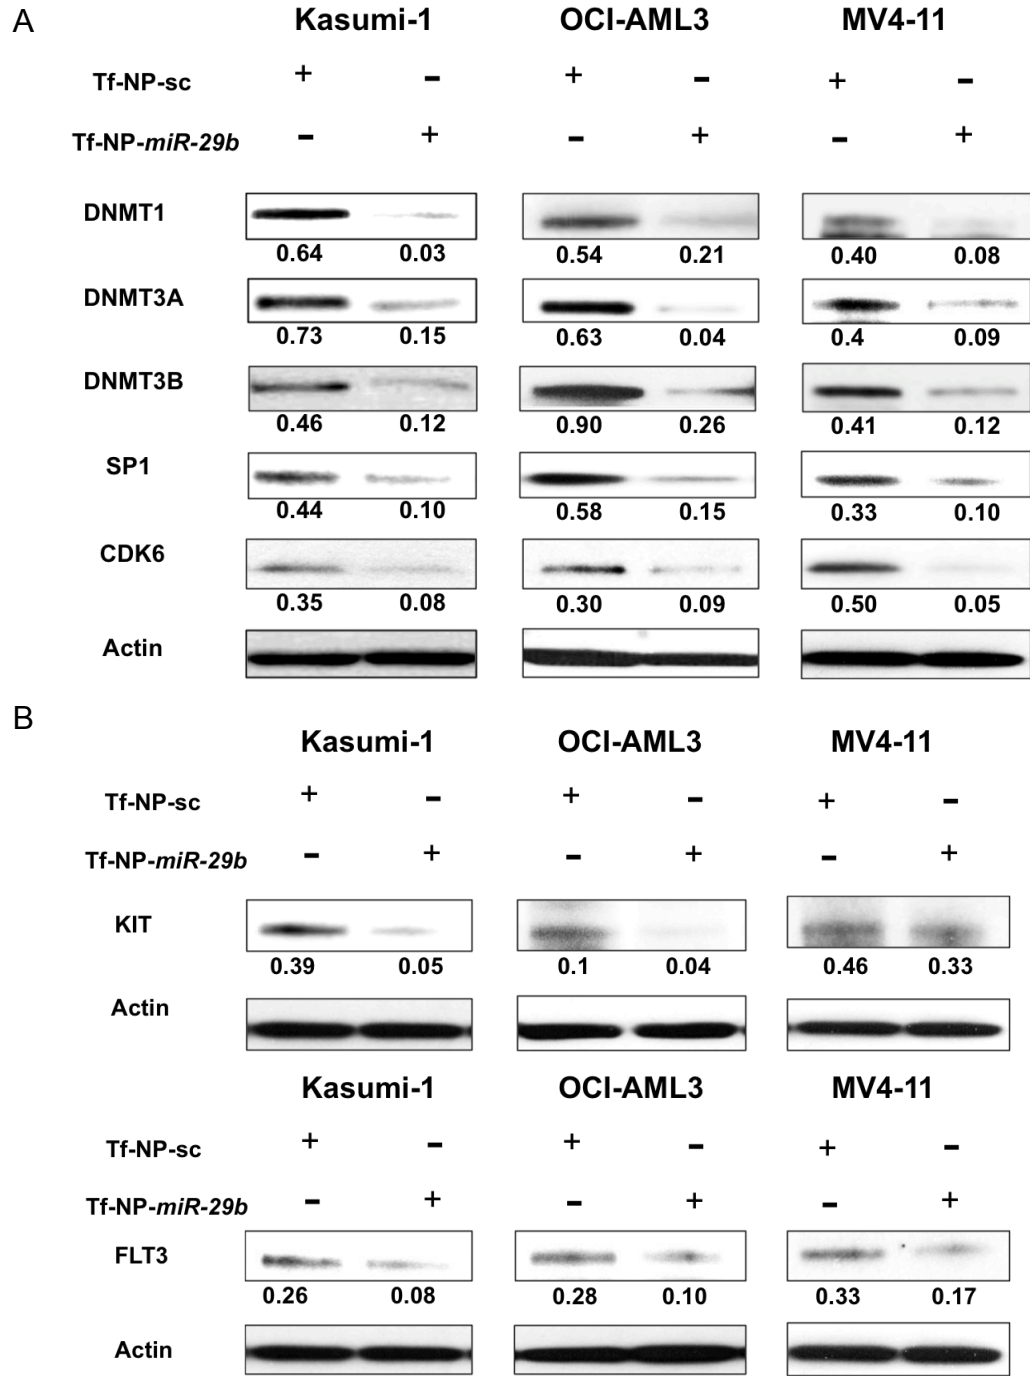 A
Kasumi-1 OCI-AML3 MV4-11
Tf-NP-sc + - + - + -
Tf-NP-miR-29b - + - + - +
DNMT1
0.64 0.03 0.54 0.21 0.40 0.08
DNMT3A
0.73 0.15 0.63 0.04 0.4 0.09
DNMT3B
0.46 0.12 0.90 0.26 0.41 0.12
SP1
0.44 0.10 0.58 0.15 0.33 0.10
CDK6
0.35 0.08 0.30 0.09 0.50 0.05
Actin
B
Kasumi-1 OCI-AML3 MV4-11
Tf-NP-sc + - + - + -
Tf-NP-miR-29b - + - + - +
KIT
0.39 0.05 0.1 0.04 0.46 0.33
Actin
Kasumi-1 OCI-AML3 MV4-11
Tf-NP-sc + - + - + -
Tf-NP-miR-29b - + - + - +
FLT3
0.26 0.08 0.28 0.10 0.33 0.17
Actin